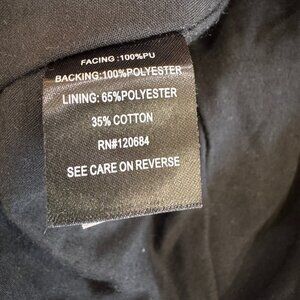 FACING :100%PU
BACKING:100%POLYESTER
LINING: 65%POLYESTER
35% COTTON
RN#120684
SEE CARE ON REVERSE